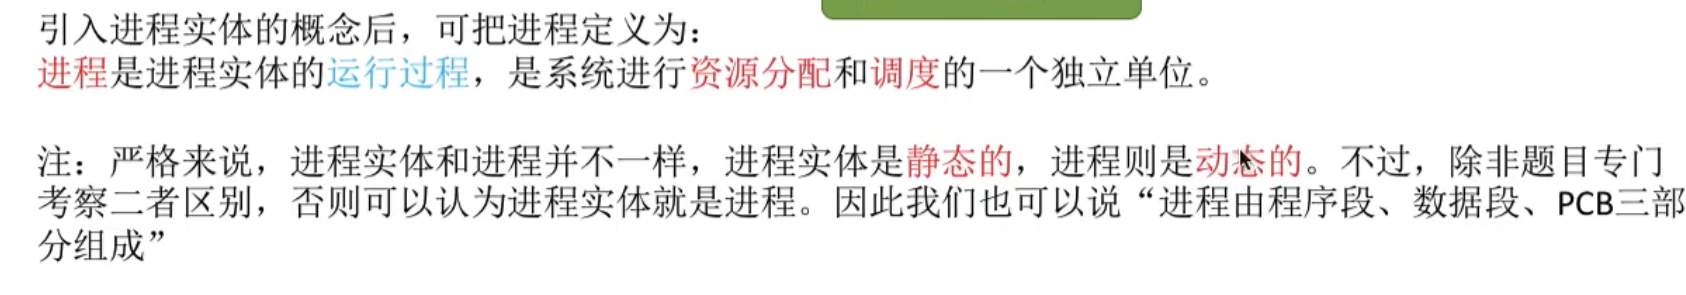 引入进程实体的概念后，可把进程定义为：
进程是进程实体的运行过程，是系统进行资源分配和调度的一个独立单位。
注：严格来说，进程实体和进程并不一样，进程实体是静态的，进程则是动态的。不过，除非题目专门
考察二者区别，否则可以认为进程实体就是进程。因此我们也可以说“进程由程序段、数据段、PCB三部
分组成”